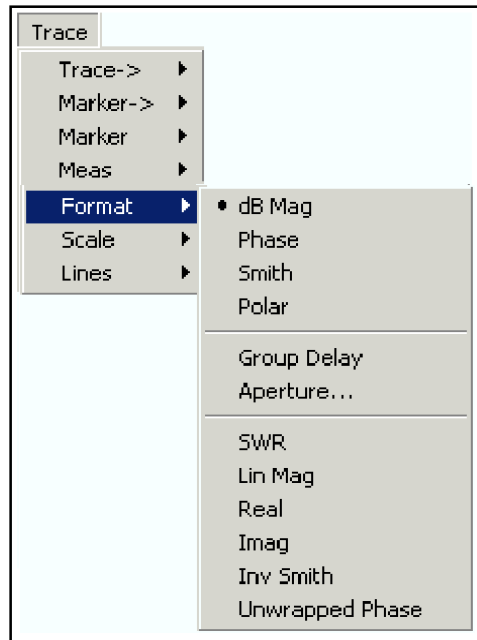 Trace
Trace->
Marker->
Marker
Meas
Format
Scale
Lines
dB Mag
Phase
Smith
Polar
Group Delay
Aperture...
SWR
Lin Mag
Real
Imag
Inv Smith
Unwrapped Phase